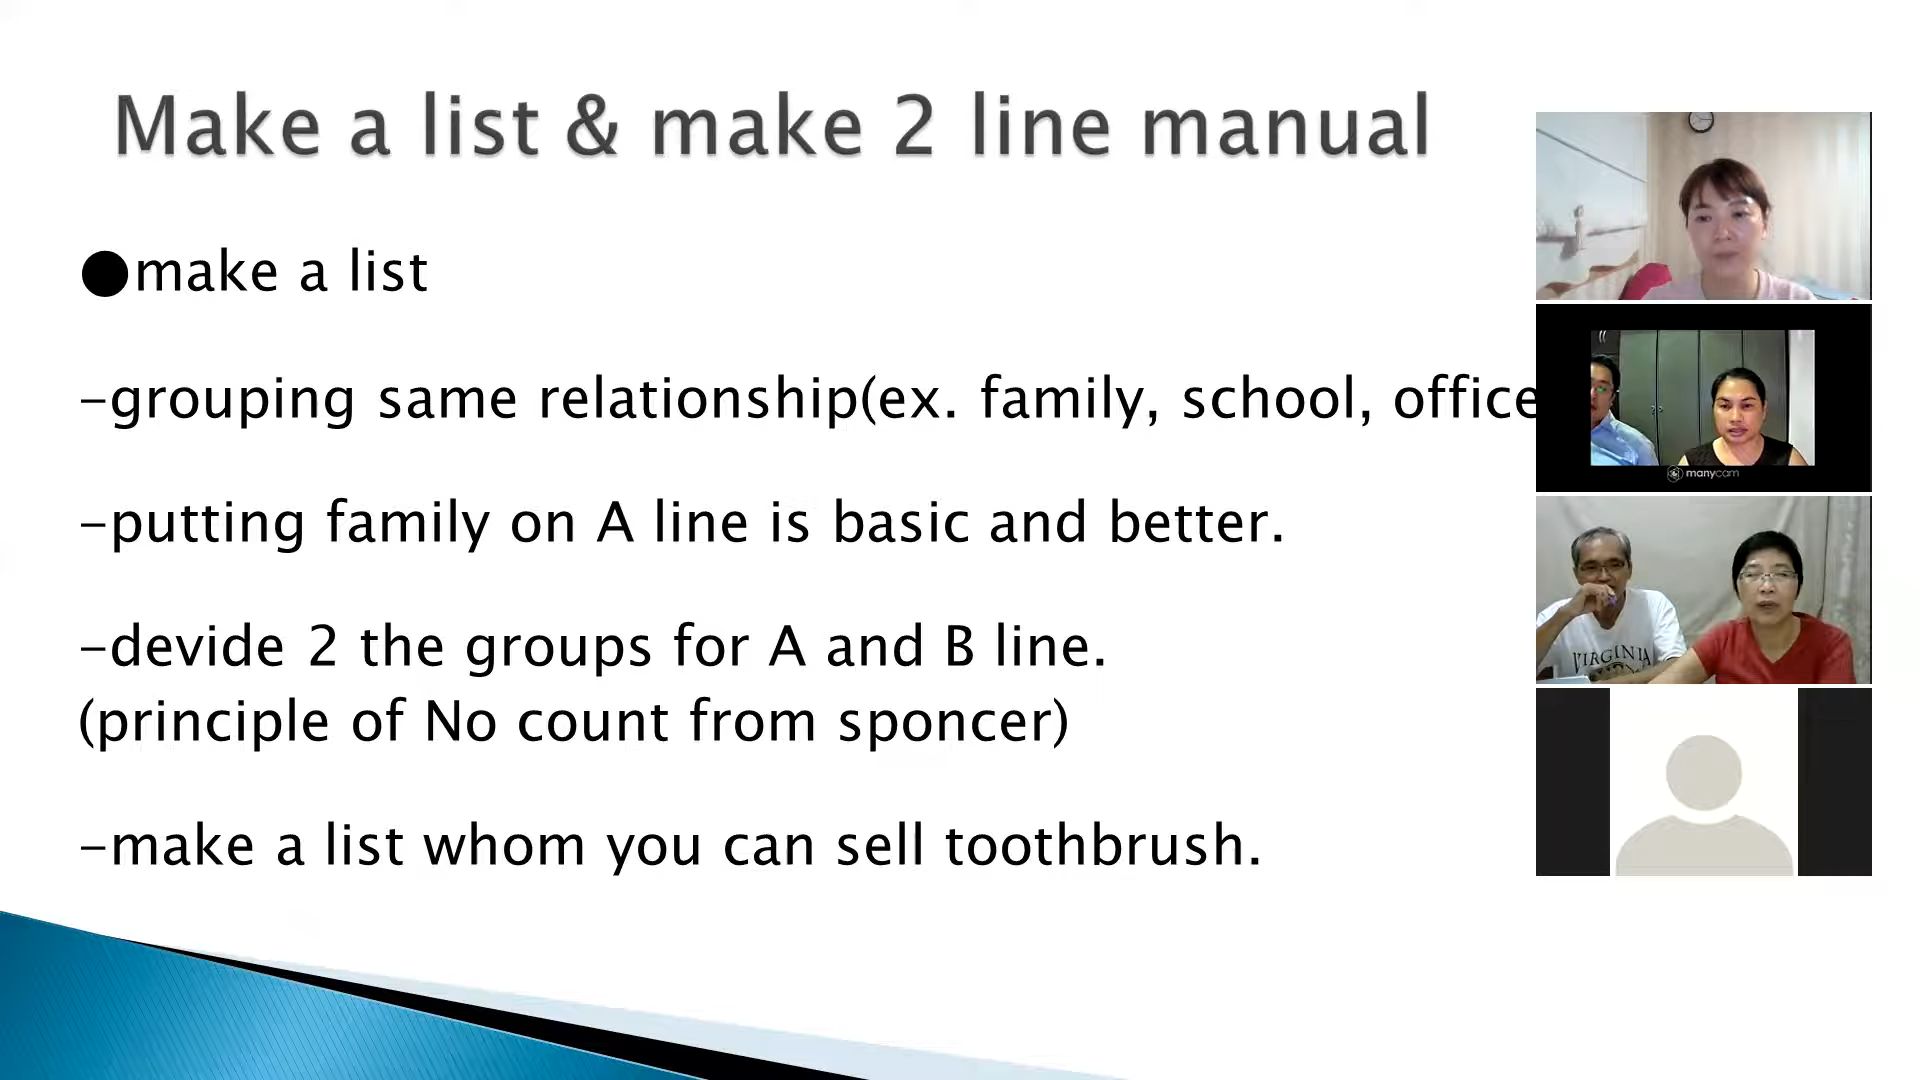 Make a list & make 2 line manual
●make a list
-grouping same relationship(ex. family, school, office
-putting family on A line is basic and better.
-devide 2 the groups for A and B line.
(principle of No count from sponcer)
-make a list whom you can sell toothbrush.
manycam
VIRGINIA